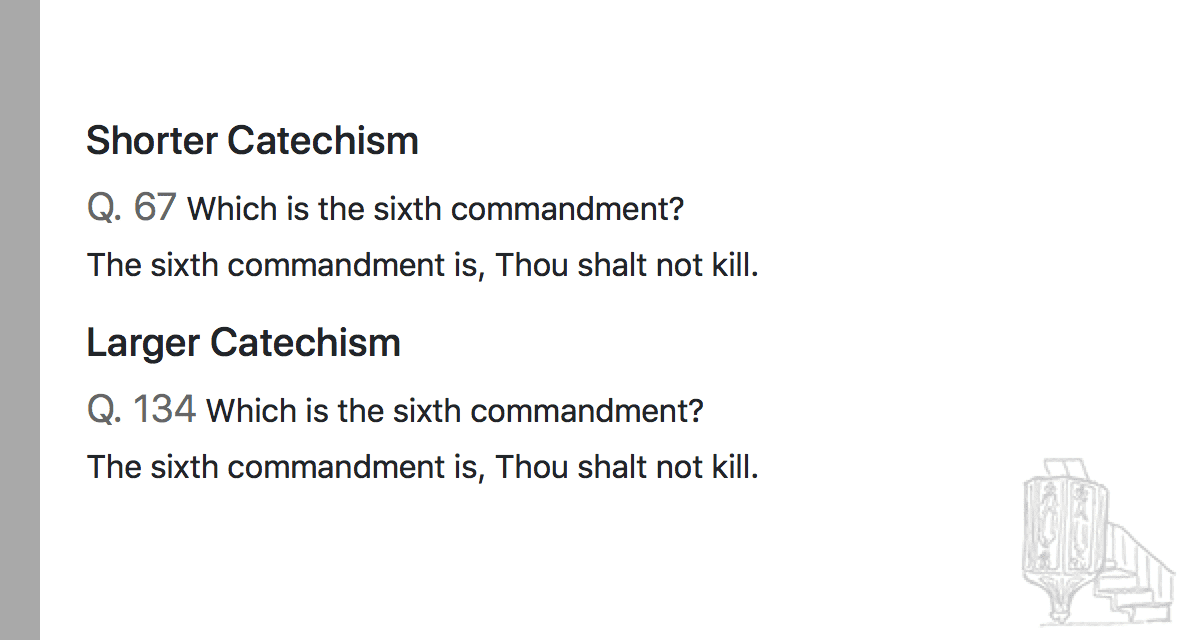 Shorter Catechism
Q. 67 Which is the sixth commandment?
The sixth commandment is, Thou shalt not kill.
Larger Catechism
Q. 134 Which is the sixth commandment?
The sixth commandment is, Thou shalt not kill.